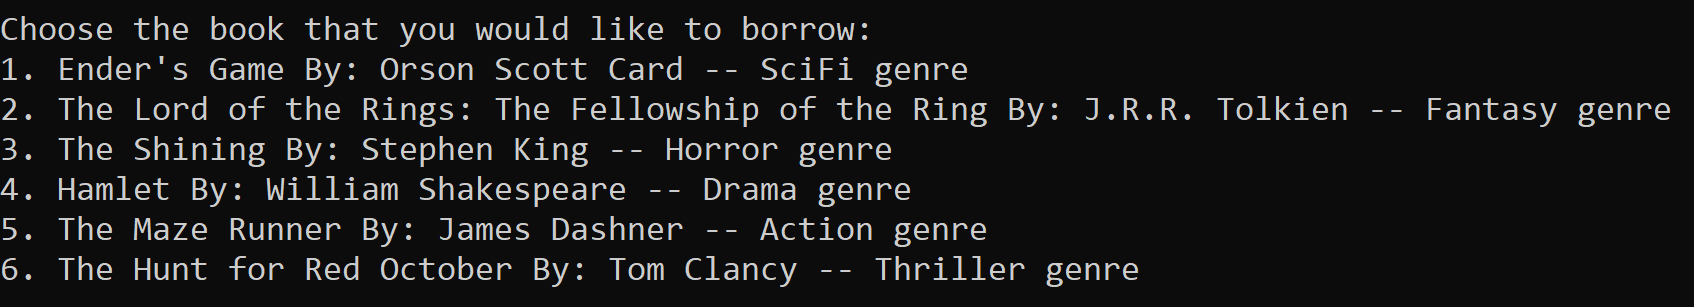 Choose the book that you would like to borrow:
1. Ender's Game By: Orson Scott Card -- SciFi genre
2. The Lord of the Rings: The Fellowship of the Ring By: J.R.R. Tolkien -- Fantasy genre
3. The Shining By: Stephen King -- Horror genre
4. Hamlet By: William Shakespeare -- Drama genre
5. The Maze Runner By: James Dashner -- Action genre
6. The Hunt for Red October By: Tom Clancy -- Thriller genre